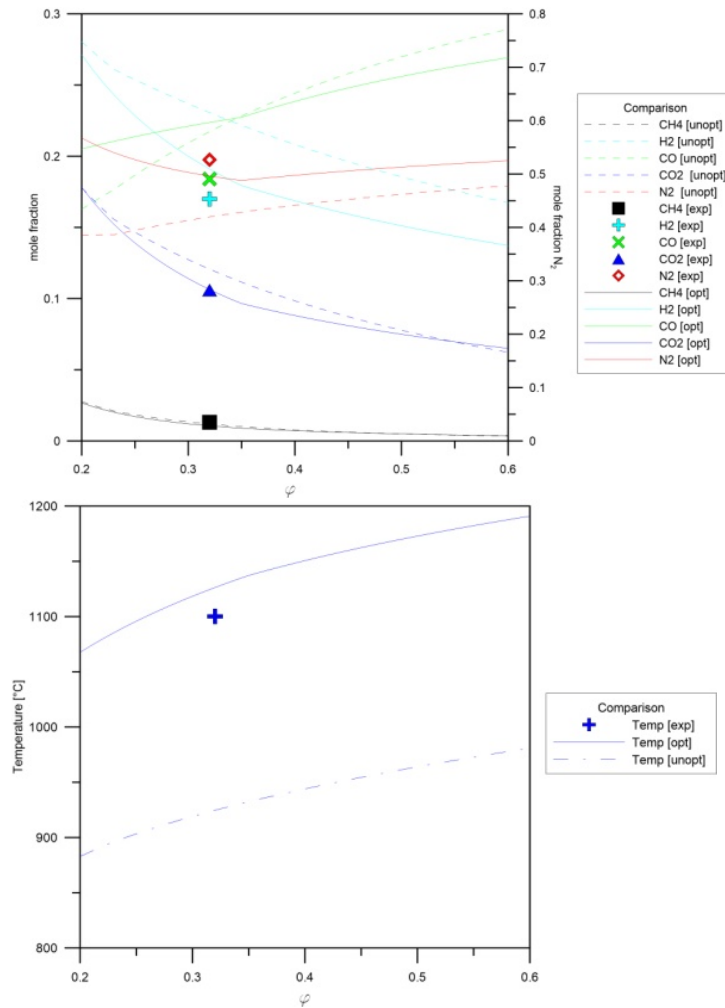 0.3
0.2
0.1
0
mole fraction
0.8
0.7
0.6
0.5
0.4
0.3
0.2
0.1
0
mole fraction N2
0.2
0.3
0.4
0.5
0.6
φ
Comparison
CH4 [unopt]
H2 [unopt]
CO [unopt]
CO2 [unopt]
N2 [unopt]
CH4 [exp]
H2 [exp]
CO [exp]
CO2 [exp]
N2 [exp]
CH4 [opt]
H2 [opt]
CO [opt]
CO2 [opt]
N2 [opt]
1200
1100
1000
900
800
Temperature [°C]
0.2
0.3
0.4
0.5
0.6
φ
Comparison
Temp [exp]
Temp [opt]
Temp [unopt]